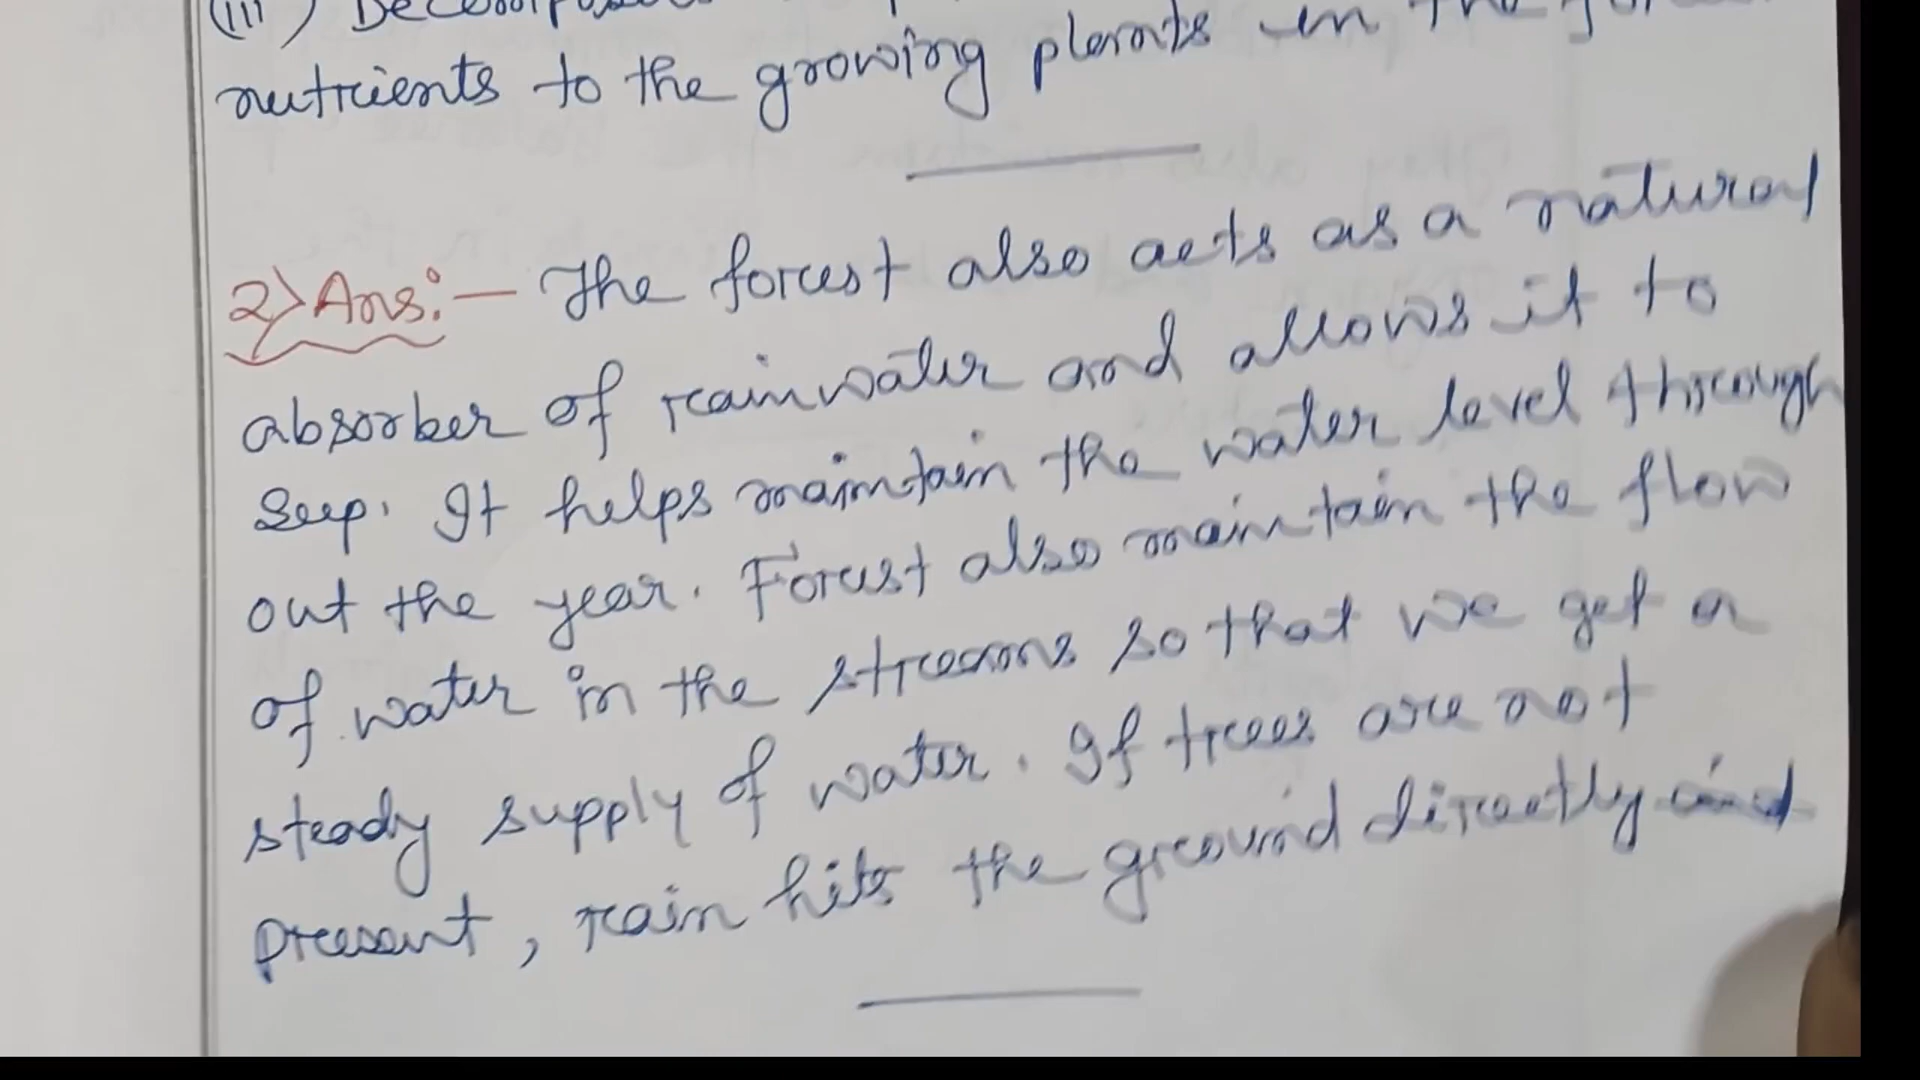 (iii) Decomposers
nutrients to the growing plants in the
2) Ans:- The forest also acts as a natural
absorber of rainwater and allows it to
seep. It helps maintain the water level through
out the year. Forest also maintain the flow
of water in the streams so that we get a
steady supply of water. If trees are not
present, rain hits the ground directly and